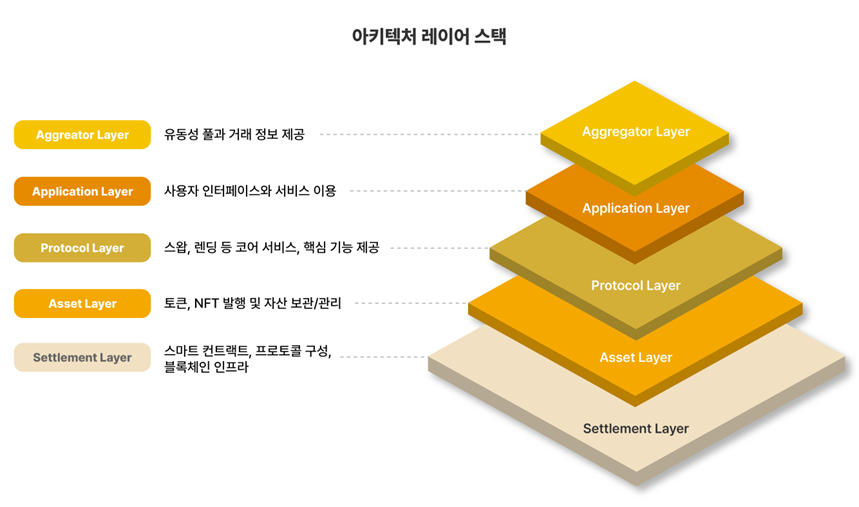 아키텍처 레이어 스택
Aggreator Layer
유동성 풀과 거래 정보 제공
Application Layer
사용자 인터페이스와 서비스 이용
Protocol Layer
스왑, 렌딩 등 코어 서비스, 핵심 기능 제공
Asset Layer
토큰, NFT 발행 및 자산 보관/관리
Settlement Layer
스마트 컨트랙트, 프로토콜 구성,
블록체인 인프라
Aggregator Layer
Application Layer
Protocol Layer
Asset Layer
Settlement Layer